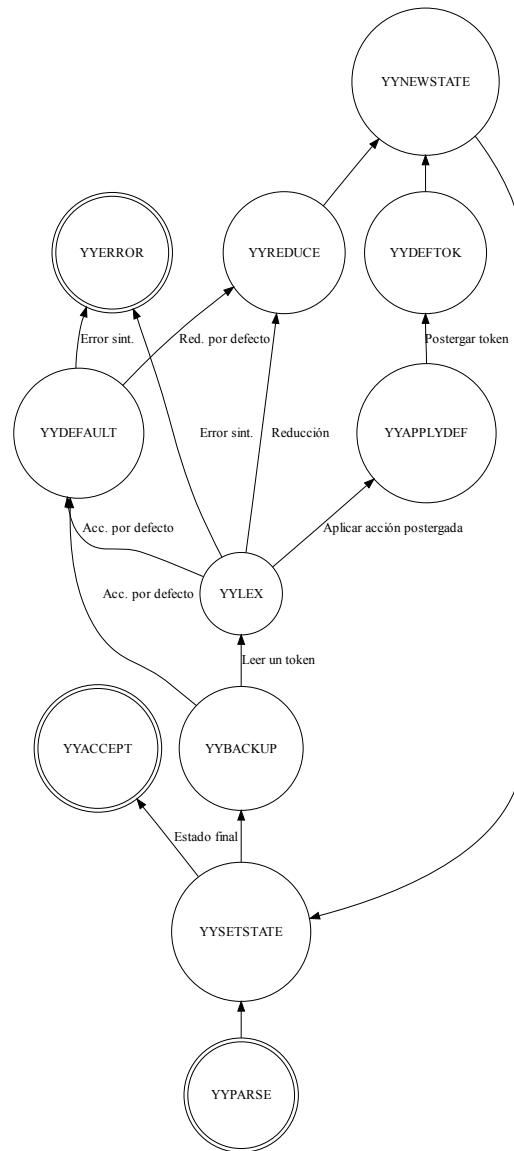 YYNEWSTATE
YYERROR
YYREDUCE
YYDEFTOK
Error sint.
Red. por defecto
Postergar token
YYDEFAULT
Error sint.
Reducción
YYAPPLYDEF
Acc. por defecto
Aplicar acción postergada
Acc. por defecto
YYLEX
Leer un token
YYACCEPT
YYBACKUP
Estado final
YYSETSTATE
YYPARSE